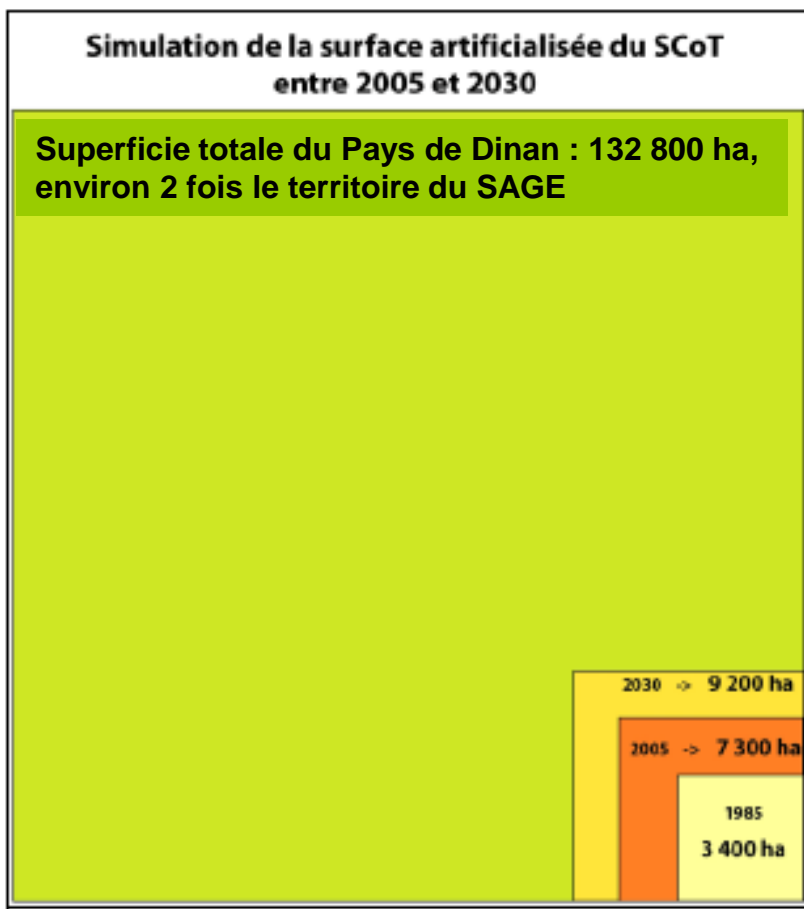 Simulation de la surface artificialisée du SCoT
entre 2005 et 2030
Superficie totale du Pays de Dinan : 132 800 ha,
environ 2 fois le territoire du SAGE
2030 -> 9 200 ha
2005 -> 7 300 ha
1985
3 400 ha